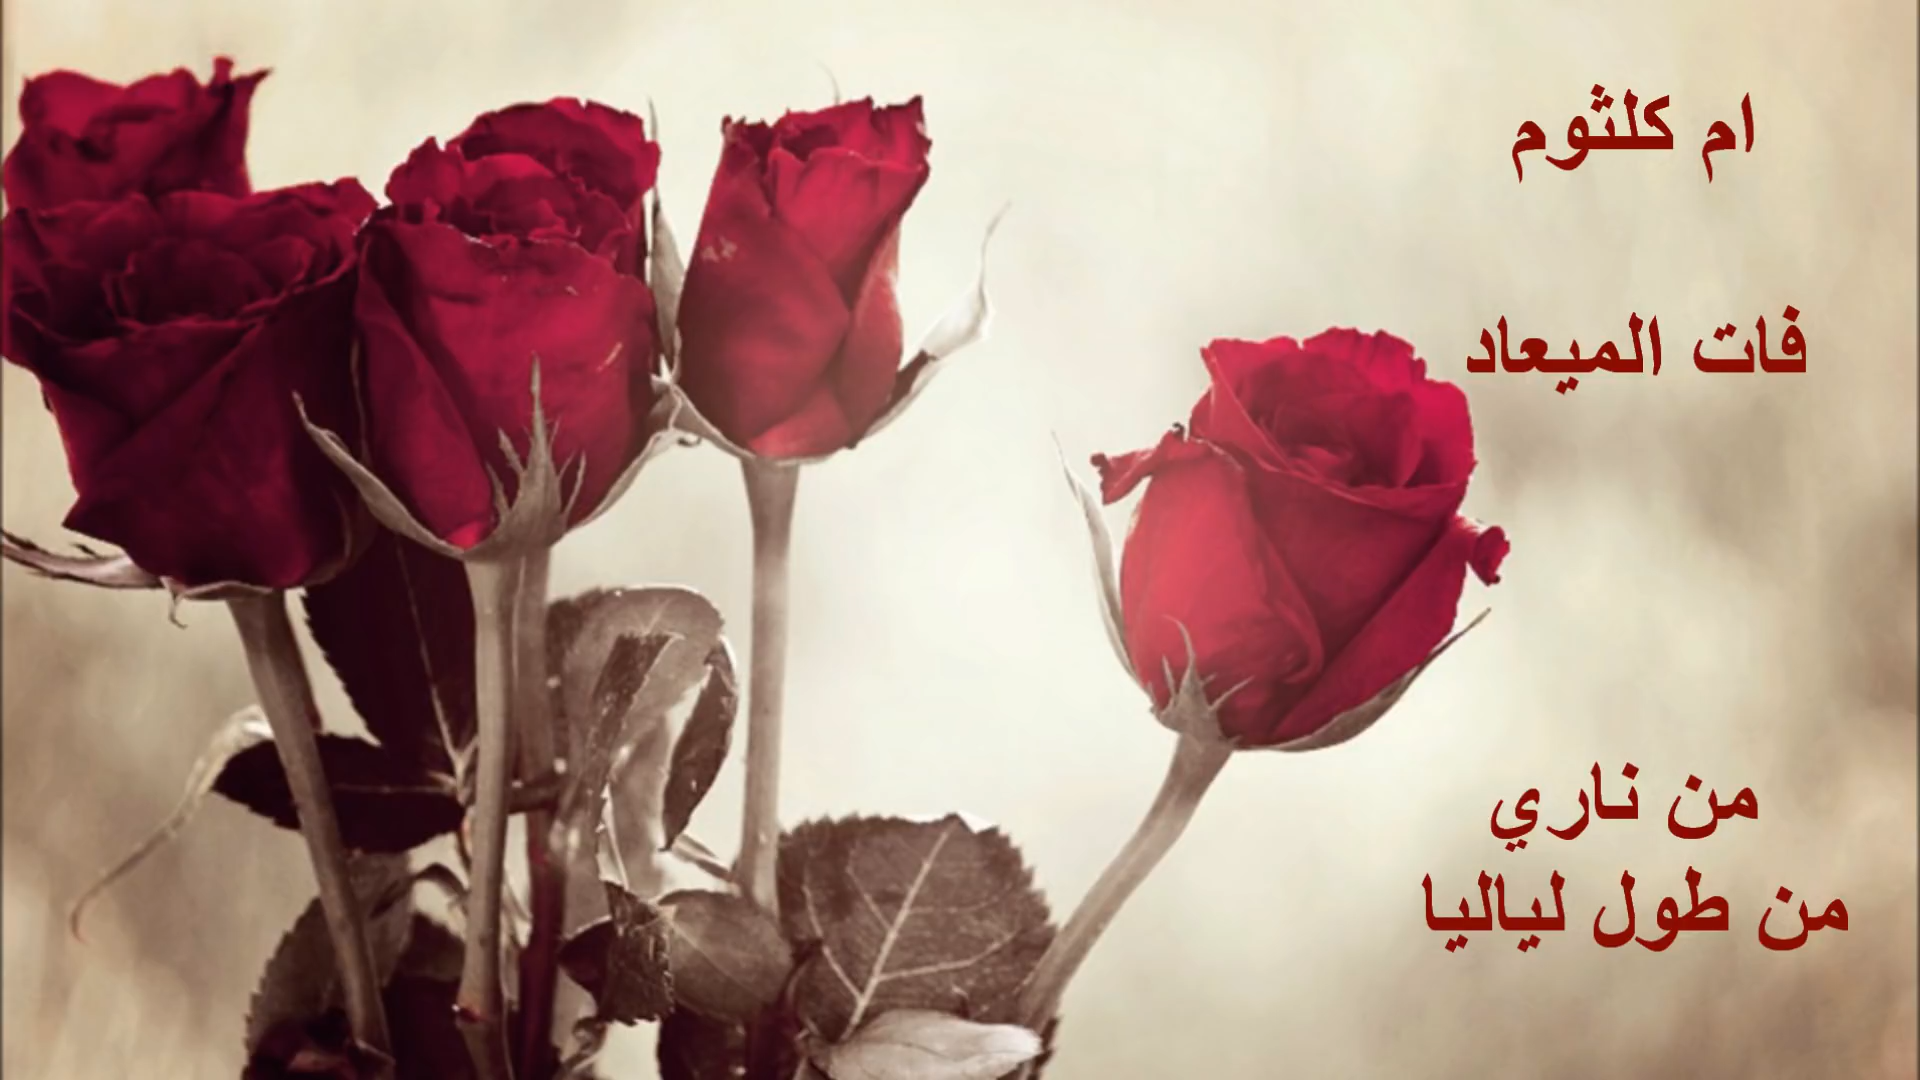 ام كلثوم
فات الميعاد
من ناري
من طول لياليا